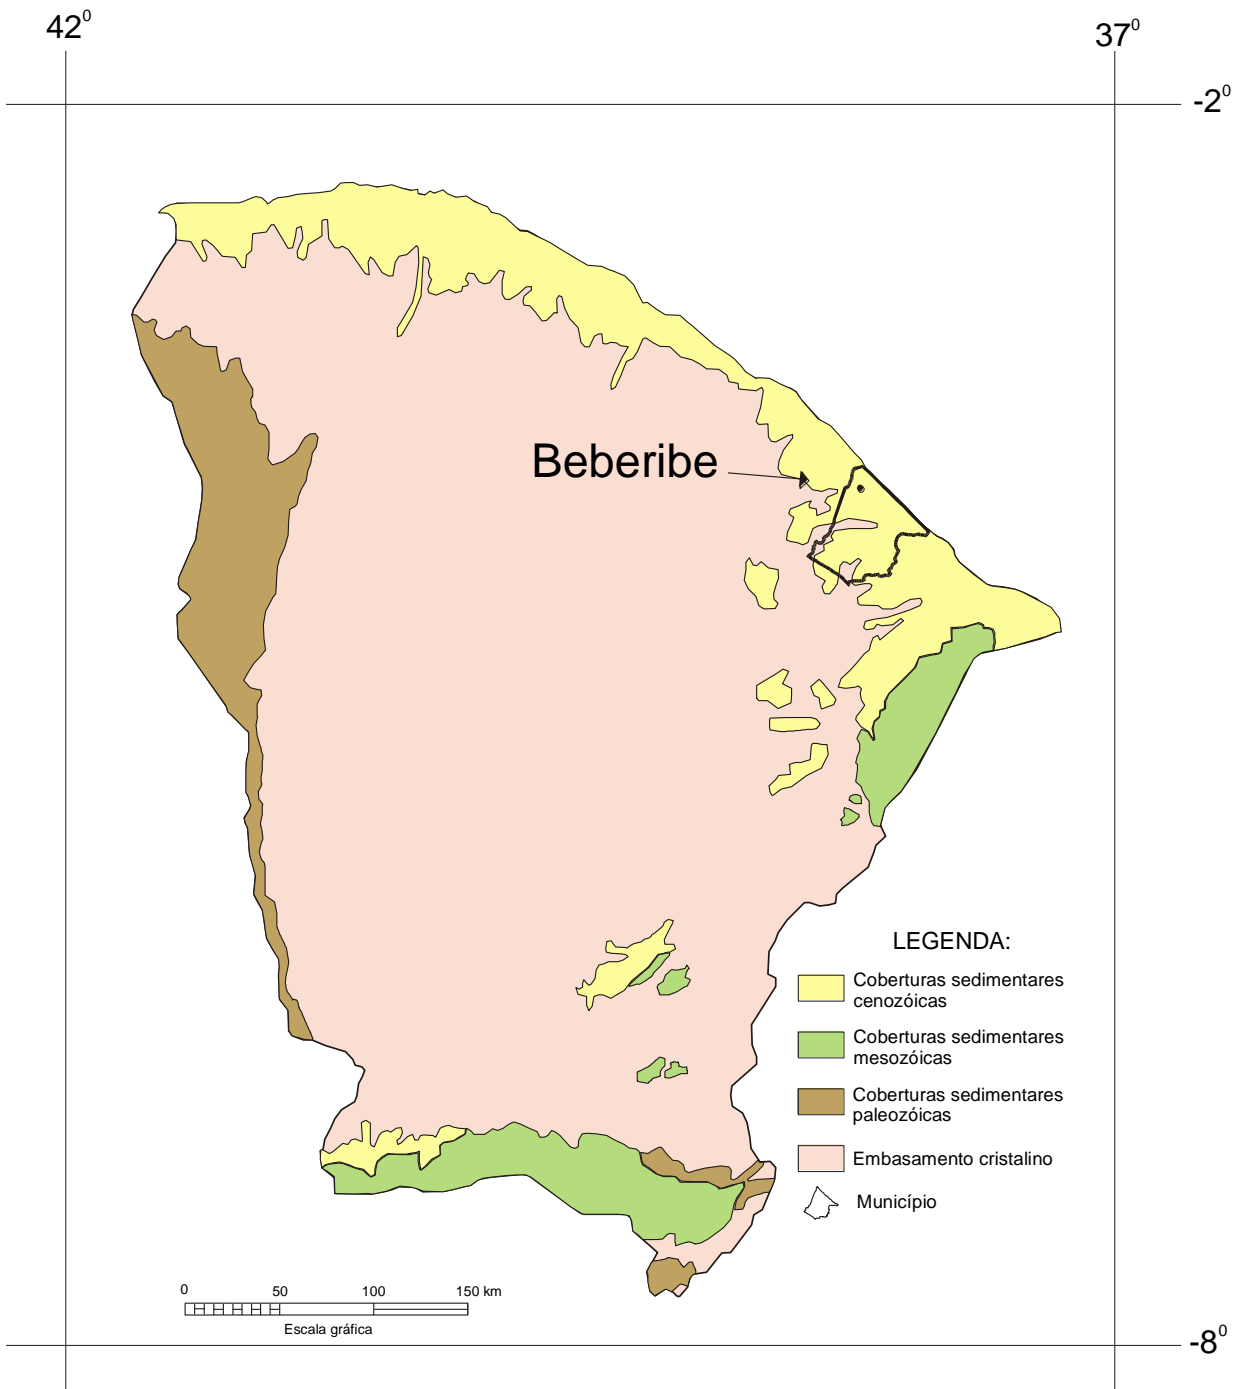 42⁰
37⁰
-2⁰
Beberibe
LEGENDA:
Coberturas sedimentares
cenozóicas
Coberturas sedimentares
mesozóicas
Coberturas sedimentares
paleozóicas
Embasamento cristalino
Município
0 50 100 150 km
Escala gráfica
-8⁰